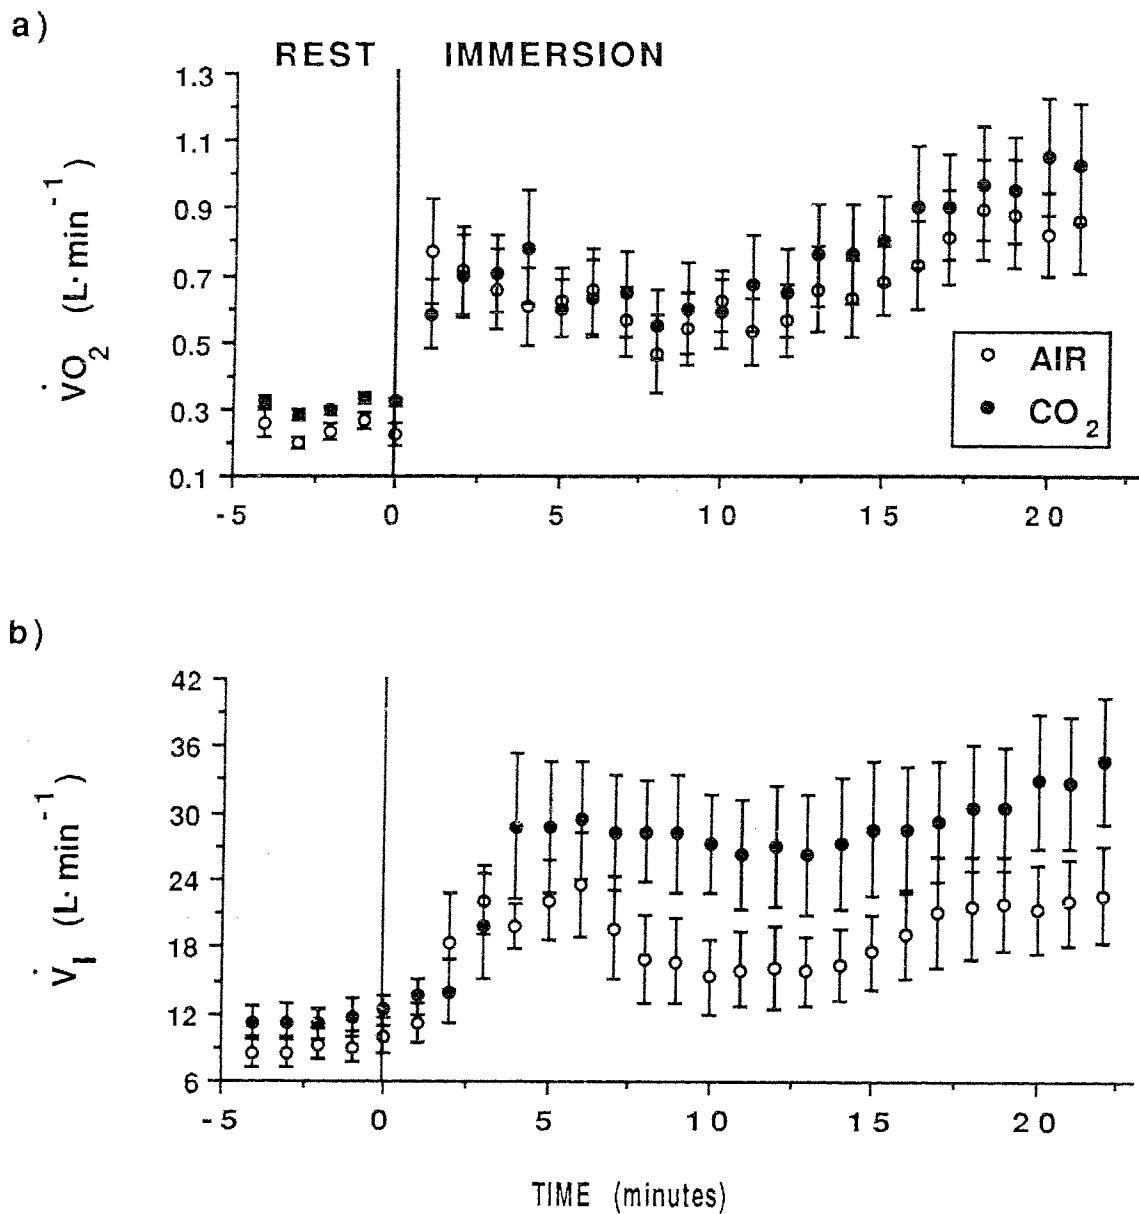 a)
REST IMMERSION
1.3
1.1
0.9
0.7
0.5
0.3
0.1
V̇O₂ (L·min⁻¹)
AIR
CO₂
-5 0 5 10 15 20
b)
42
36
30
24
18
12
6
V̇I (L·min⁻¹)
-5 0 5 10 15 20
TIME (minutes)